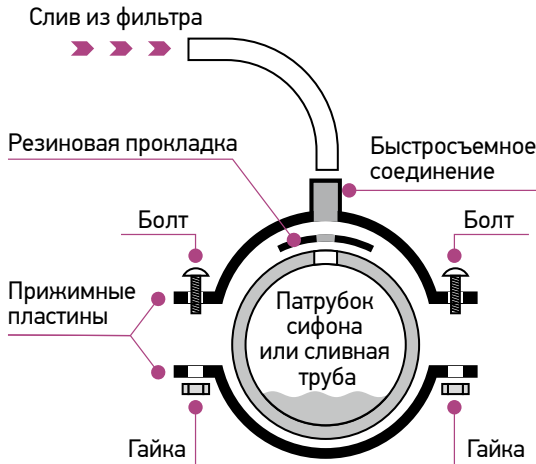 Слив из фильтра
Резиновая прокладка
Быстросъемное
соединение
Болт
Болт
Прижимные
пластины
Патрубок
сифона
или сливная
труба
Гайка
Гайка